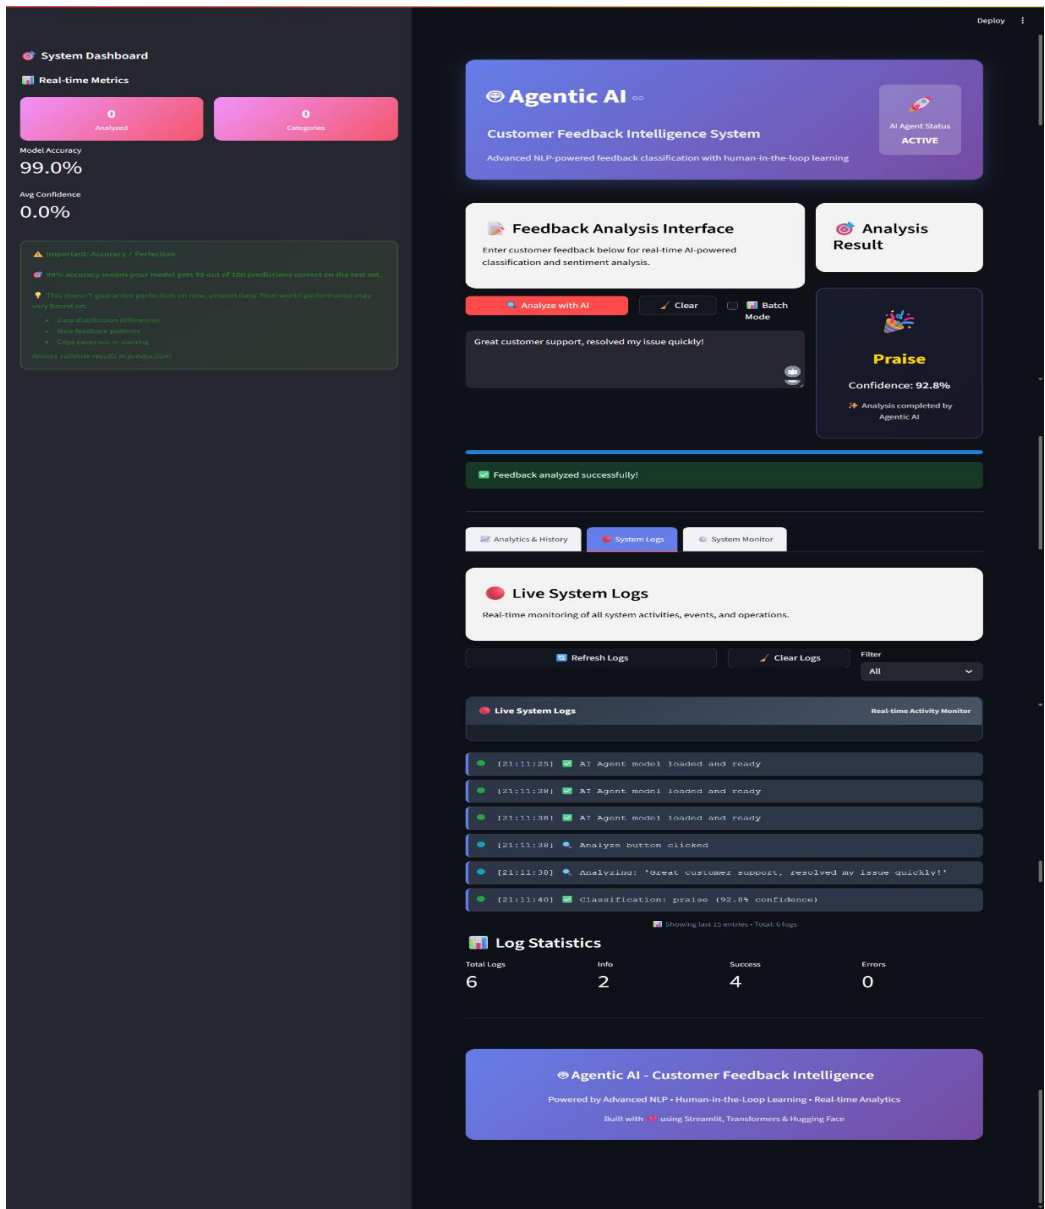 Deploy
System Dashboard
Real-time Metrics
0
Analyzed
0
Categories
Model Accuracy
99.0%
Avg Confidence
0.0%
Important: Accuracy ≠ Perfection
99% accuracy means your model gets 99 out of 100 predictions correct on the test set.
This doesn't guarantee perfection on new, unseen data. Real-world performance may
vary based on:
• Data distribution differences
• New feedback patterns
• Edge cases not in training
Always validate results in production!
Agentic AI
Customer Feedback Intelligence System
Advanced NLP-powered feedback classification with human-in-the-loop learning
AI Agent Status
ACTIVE
Feedback Analysis Interface
Enter customer feedback below for real-time AI-powered
classification and sentiment analysis.
Analysis
Result
Analyze with AI
Clear
Batch
Mode
Great customer support, resolved my issue quickly!
Praise
Confidence: 92.8%
Analysis completed by
Agentic AI
Feedback analyzed successfully!
Analytics & History
System Logs
System Monitor
Live System Logs
Real-time monitoring of all system activities, events, and operations.
Refresh Logs
Clear Logs
Filter
All
Live System Logs
Real-time Activity Monitor
[21:11:25] AI Agent model loaded and ready
[21:11:38] AI Agent model loaded and ready
[21:11:38] AI Agent model loaded and ready
[21:11:38] Analyze button clicked
[21:11:38] Analyzing: 'Great customer support, resolved my issue quickly!'
[21:11:40] Classification: praise (92.8% confidence)
Showing last 15 entries • Total: 6 logs
Log Statistics
Total Logs
6
Info
2
Success
4
Errors
0
Agentic AI - Customer Feedback Intelligence
Powered by Advanced NLP • Human-in-the-Loop Learning • Real-time Analytics
Built with ❤️ using Streamlit, Transformers & Hugging Face